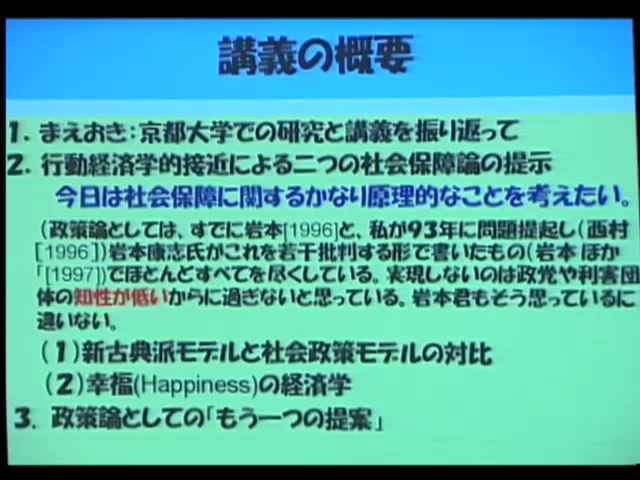 講義の概要
1. まえおき:京都大学での研究と講義を振り返って
2. 行動経済学的接近による二つの社会保障論の提示
今日は社会保障に関するかなり原理的なことを考えたい。
(政策論としては、すでに岩本[1996]と、私が93年に問題提起し(西村
[1996])岩本康志氏がこれを若干批判する形で書いたもの(岩本 ほか
「[1997])でほとんどすべてを尽くしている。実現しないのは政党や利害団
体の知性が低いからに過ぎないと思っている。岩本君もそう思っているに
違いない。
(1)新古典派モデルと社会政策モデルの対比
(2)幸福(Happiness)の経済学
3. 政策論としての「もう一つの提案」